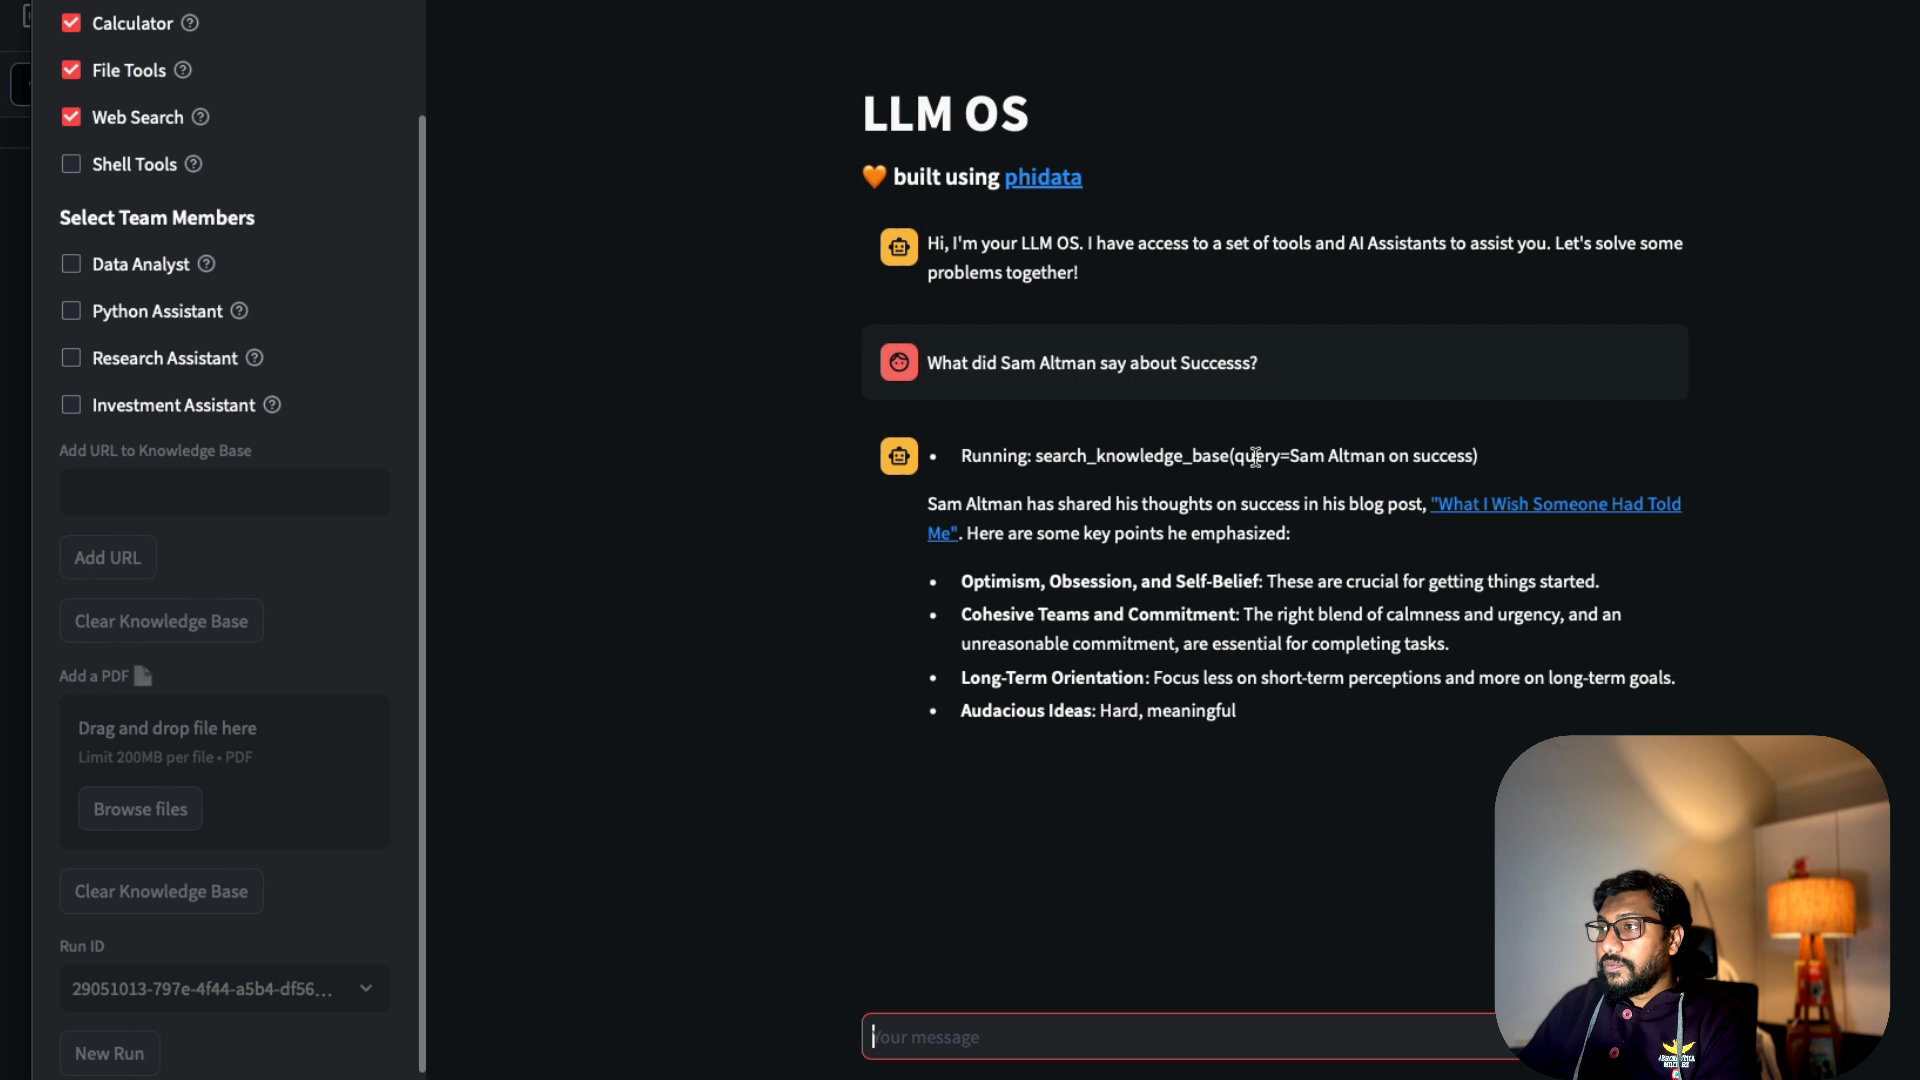 Calculator
File Tools
Web Search
Shell Tools
Select Team Members
Data Analyst
Python Assistant
Research Assistant
Investment Assistant
Add URL to Knowledge Base
Add URL
Clear Knowledge Base
Add a PDF
Drag and drop file here
Limit 200MB per file • PDF
Browse files
Clear Knowledge Base
Run ID
29051013-797e-4f44-a5b4-df56...
New Run
LLM OS
🧡 built using phidata
Hi, I'm your LLM OS. I have access to a set of tools and AI Assistants to assist you. Let's solve some
problems together!
What did Sam Altman say about Successs?
• Running: search_knowledge_base(query=Sam Altman on success)
Sam Altman has shared his thoughts on success in his blog post, "What I Wish Someone Had Told
Me". Here are some key points he emphasized:
• Optimism, Obsession, and Self-Belief: These are crucial for getting things started.
• Cohesive Teams and Commitment: The right blend of calmness and urgency, and an
unreasonable commitment, are essential for completing tasks.
• Long-Term Orientation: Focus less on short-term perceptions and more on long-term goals.
• Audacious Ideas: Hard, meaningful
Your message